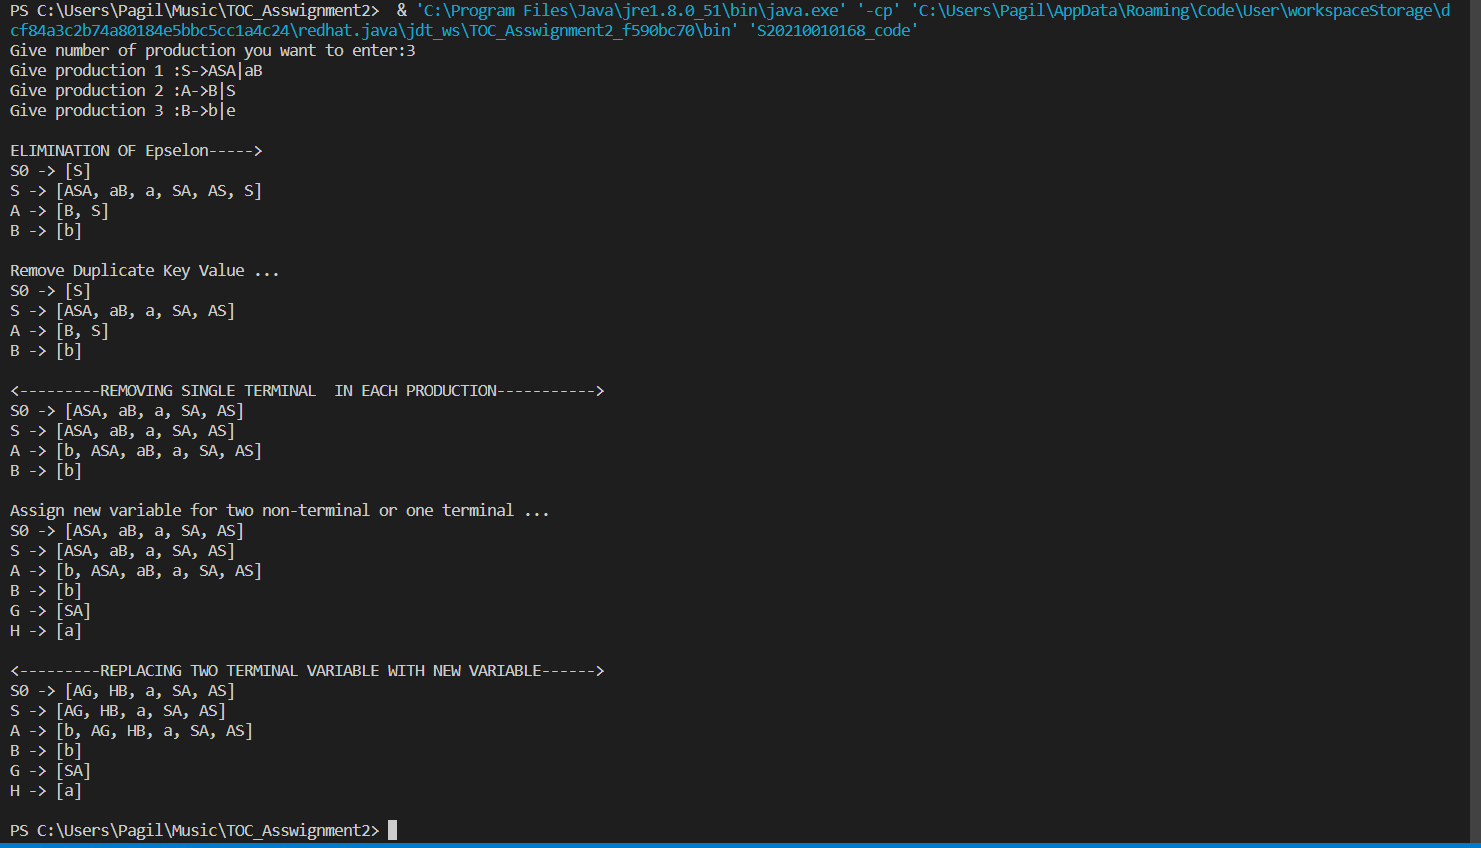 PS C:\Users\Pagil\Music\TOC_Asswignment2>  & 'C:\Program Files\Java\jre1.8.0_51\bin\java.exe' '-cp' 'C:\Users\Pagil\AppData\Roaming\Code\User\workspaceStorage\d
cf84a3c2b74a80184e5bbc5cc1a4c24\redhat.java\jdt_ws\TOC_Asswignment2_f590bc70\bin' 'S20210010168_code'
Give number of production you want to enter:3
Give production 1 :S->ASA|aB
Give production 2 :A->B|S
Give production 3 :B->b|e
ELIMINATION OF Epselon----->
S0 -> [S]
S -> [ASA, aB, a, SA, AS, S]
A -> [B, S]
B -> [b]
Remove Duplicate Key Value ...
S0 -> [S]
S -> [ASA, aB, a, SA, AS]
A -> [B, S]
B -> [b]
<---------REMOVING SINGLE TERMINAL  IN EACH PRODUCTION----------->
S0 -> [ASA, aB, a, SA, AS]
S -> [ASA, aB, a, SA, AS]
A -> [b, ASA, aB, a, SA, AS]
B -> [b]
Assign new variable for two non-terminal or one terminal ...
S0 -> [ASA, aB, a, SA, AS]
S -> [ASA, aB, a, SA, AS]
A -> [b, ASA, aB, a, SA, AS]
B -> [b]
G -> [SA]
H -> [a]
<---------REPLACING TWO TERMINAL VARIABLE WITH NEW VARIABLE------>
S0 -> [AG, HB, a, SA, AS]
S -> [AG, HB, a, SA, AS]
A -> [b, AG, HB, a, SA, AS]
B -> [b]
G -> [SA]
H -> [a]
PS C:\Users\Pagil\Music\TOC_Asswignment2>